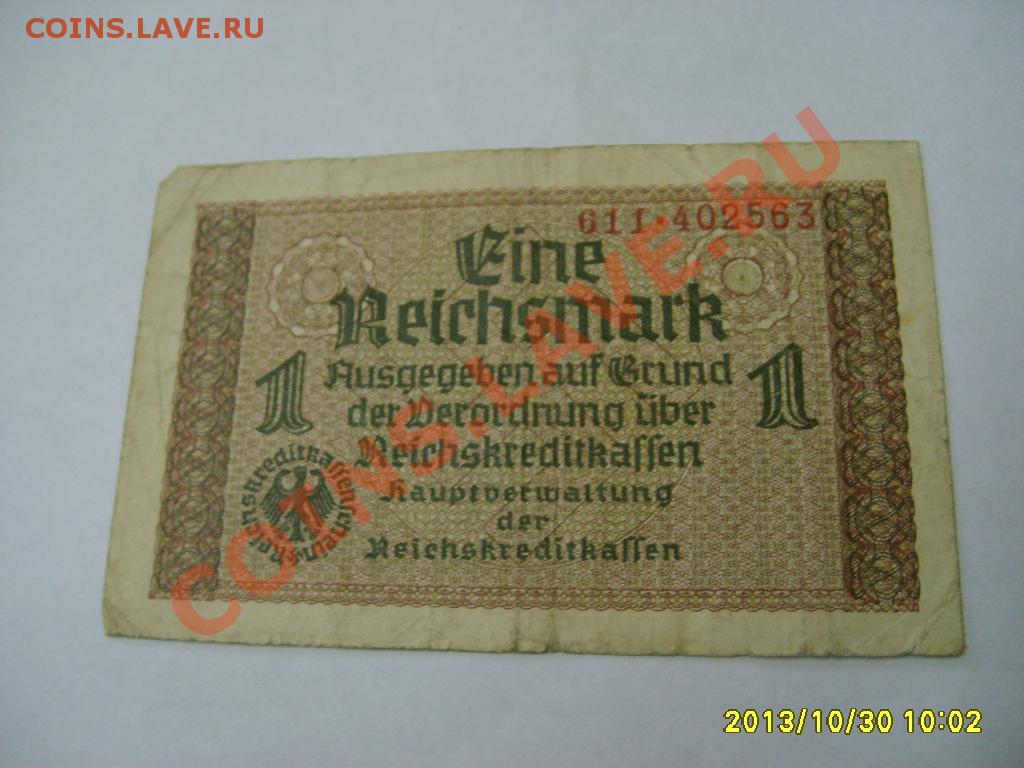 COINS.LAVE.RU
611·402563
Eine
Reichsmark
1 Ausgegeben auf Grund 1
der Verordnung über
Reichskreditkaſſen
Hauptverwaltung
der
Reichskreditkaſſen
COINS.LAVE.RU
2013/10/30 10:02